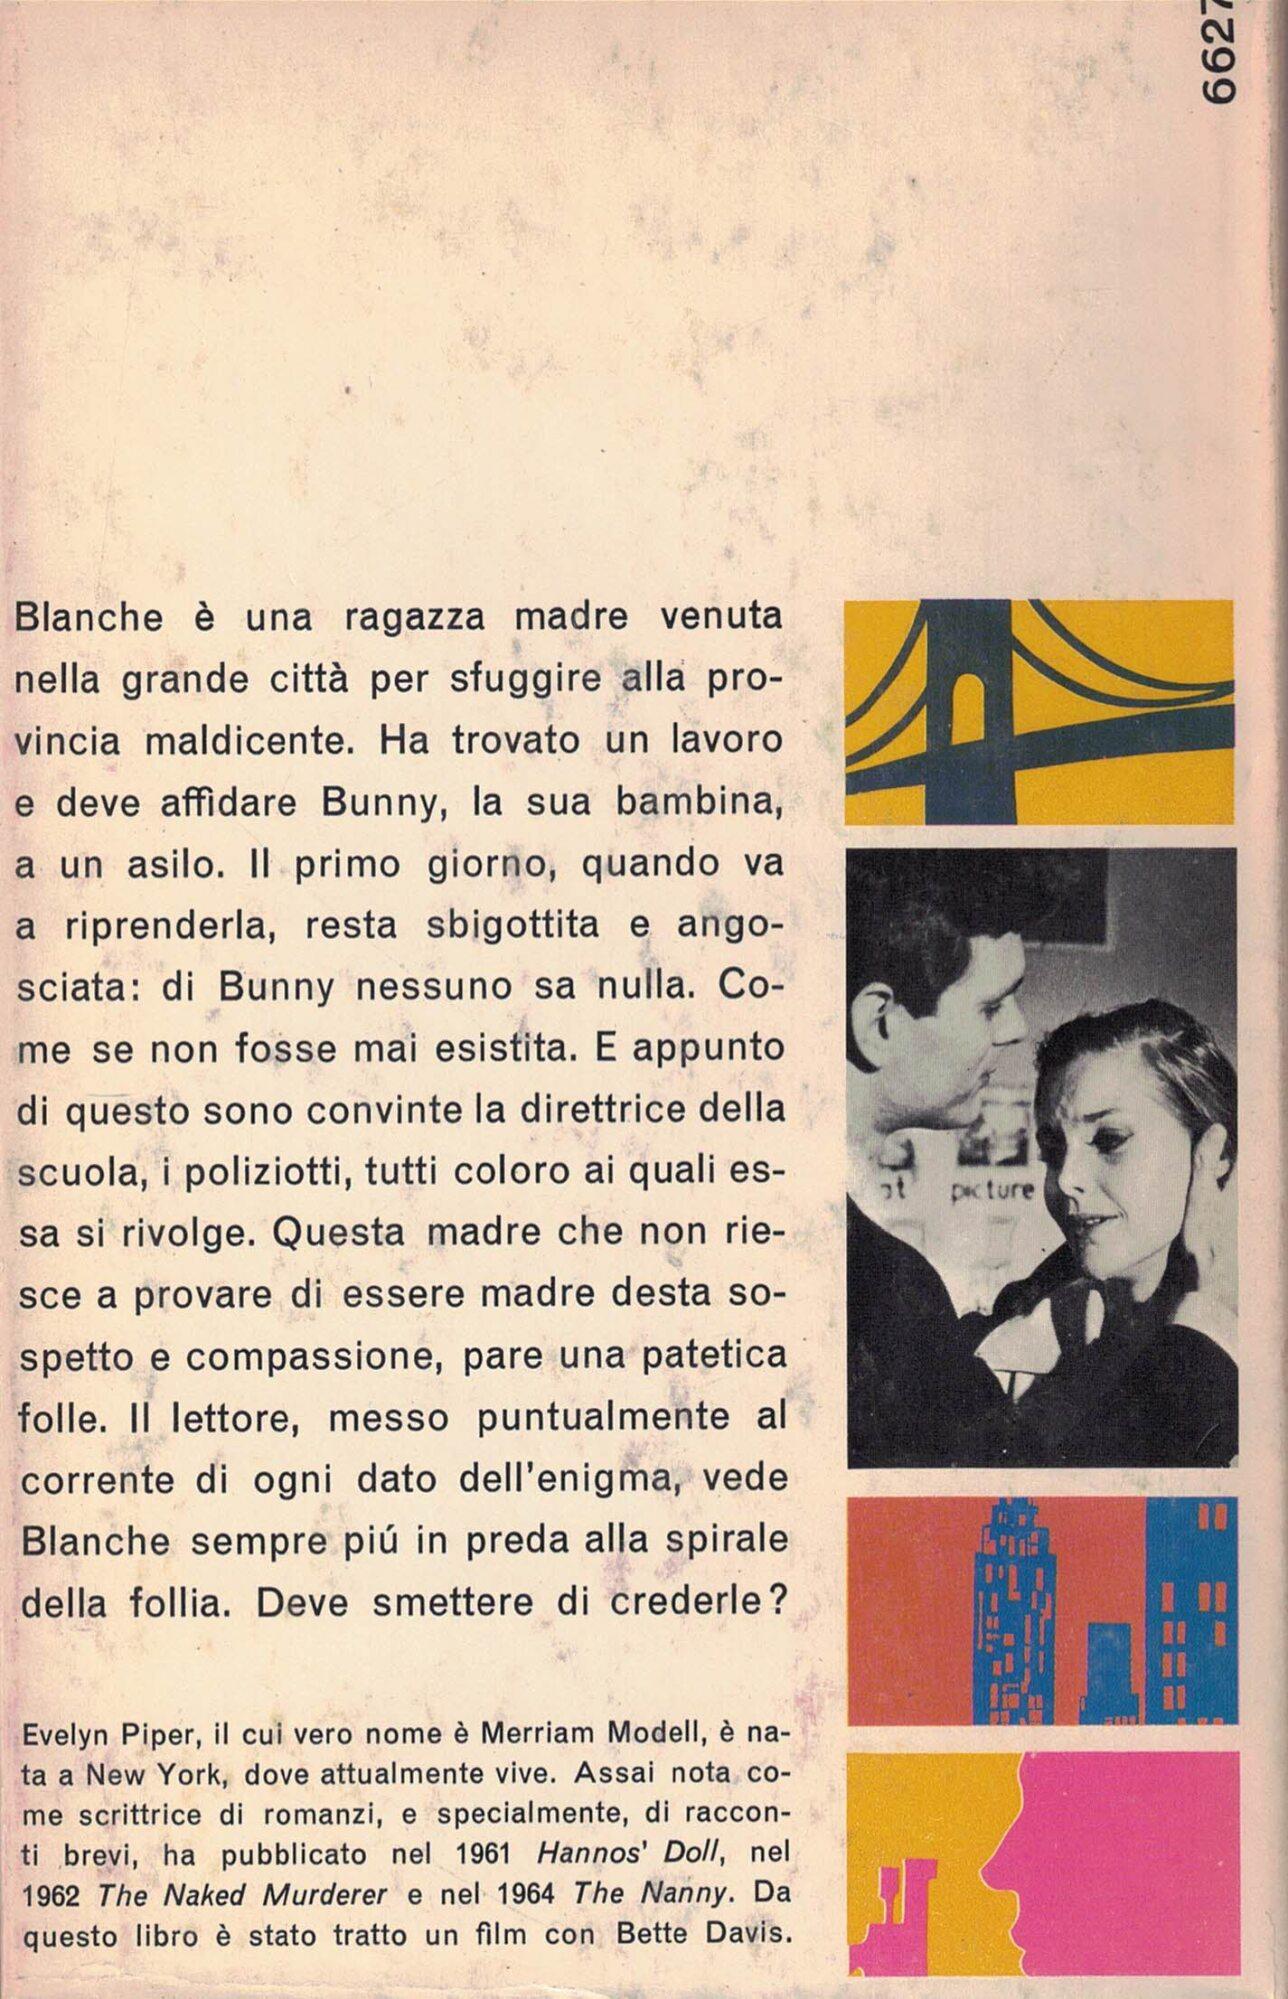 6627
Blanche è una ragazza madre venuta
nella grande città per sfuggire alla pro-
vincia maldicente. Ha trovato un lavoro
e deve affidare Bunny, la sua bambina,
a un asilo. Il primo giorno, quando va
a riprenderla, resta sbigottita e ango-
sciata: di Bunny nessuno sa nulla. Co-
me se non fosse mai esistita. E appunto
di questo sono convinte la direttrice della
scuola, i poliziotti, tutti coloro ai quali es-
sa si rivolge. Questa madre che non rie-
sce a provare di essere madre desta so-
spetto e compassione, pare una patetica
folle. Il lettore, messo puntualmente al
corrente di ogni dato dell'enigma, vede
Blanche sempre piú in preda alla spirale
della follia. Deve smettere di crederle?
picture
Evelyn Piper, il cui vero nome è Merriam Modell, è na-
ta a New York, dove attualmente vive. Assai nota co-
me scrittrice di romanzi, e specialmente, di raccon-
ti brevi, ha pubblicato nel 1961 Hannos' Doll, nel
1962 The Naked Murderer e nel 1964 The Nanny. Da
questo libro è stato tratto un film con Bette Davis.